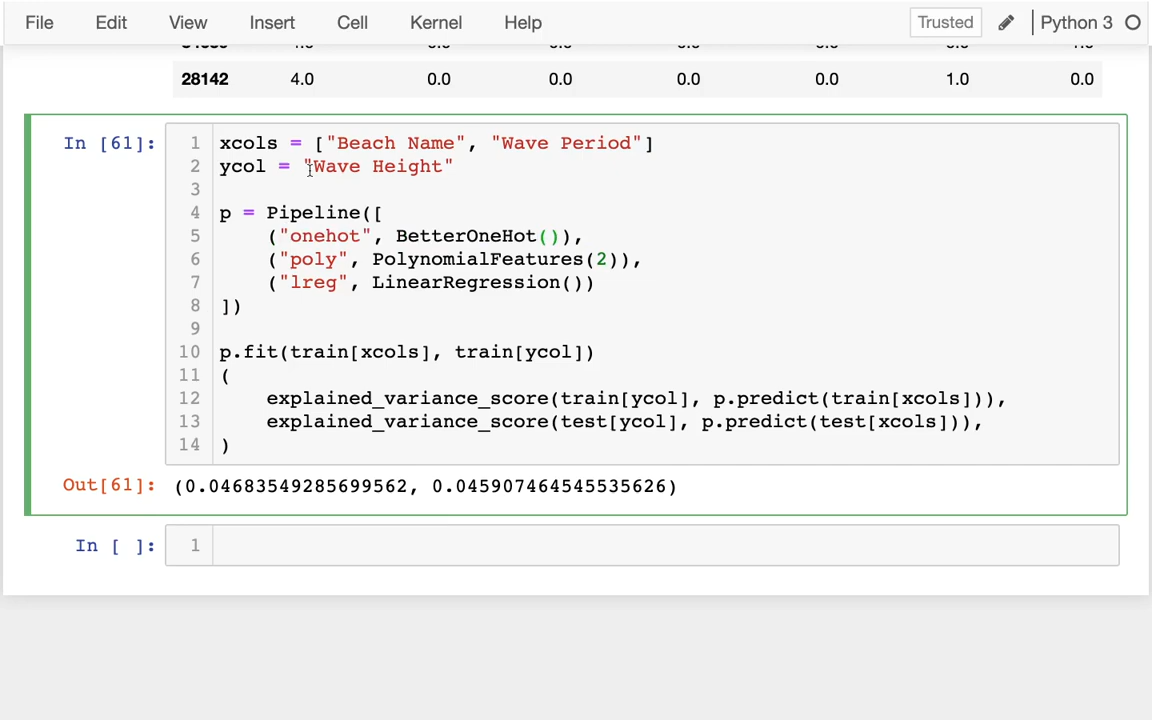 File Edit View Insert Cell Kernel Help Trusted Python 3
28142 4.0 0.0 0.0 0.0 0.0 1.0 0.0
In [61]: 1 xcols = ["Beach Name", "Wave Period"]
2 ycol = "Wave Height"
3
4 p = Pipeline([
5 ("onehot", BetterOneHot()),
6 ("poly", PolynomialFeatures(2)),
7 ("lreg", LinearRegression())
8 ])
9
10 p.fit(train[xcols], train[ycol])
11 (
12 explained_variance_score(train[ycol], p.predict(train[xcols])),
13 explained_variance_score(test[ycol], p.predict(test[xcols])),
14 )
Out[61]: (0.04683549285699562, 0.045907464545535626)
In [ ]: 1